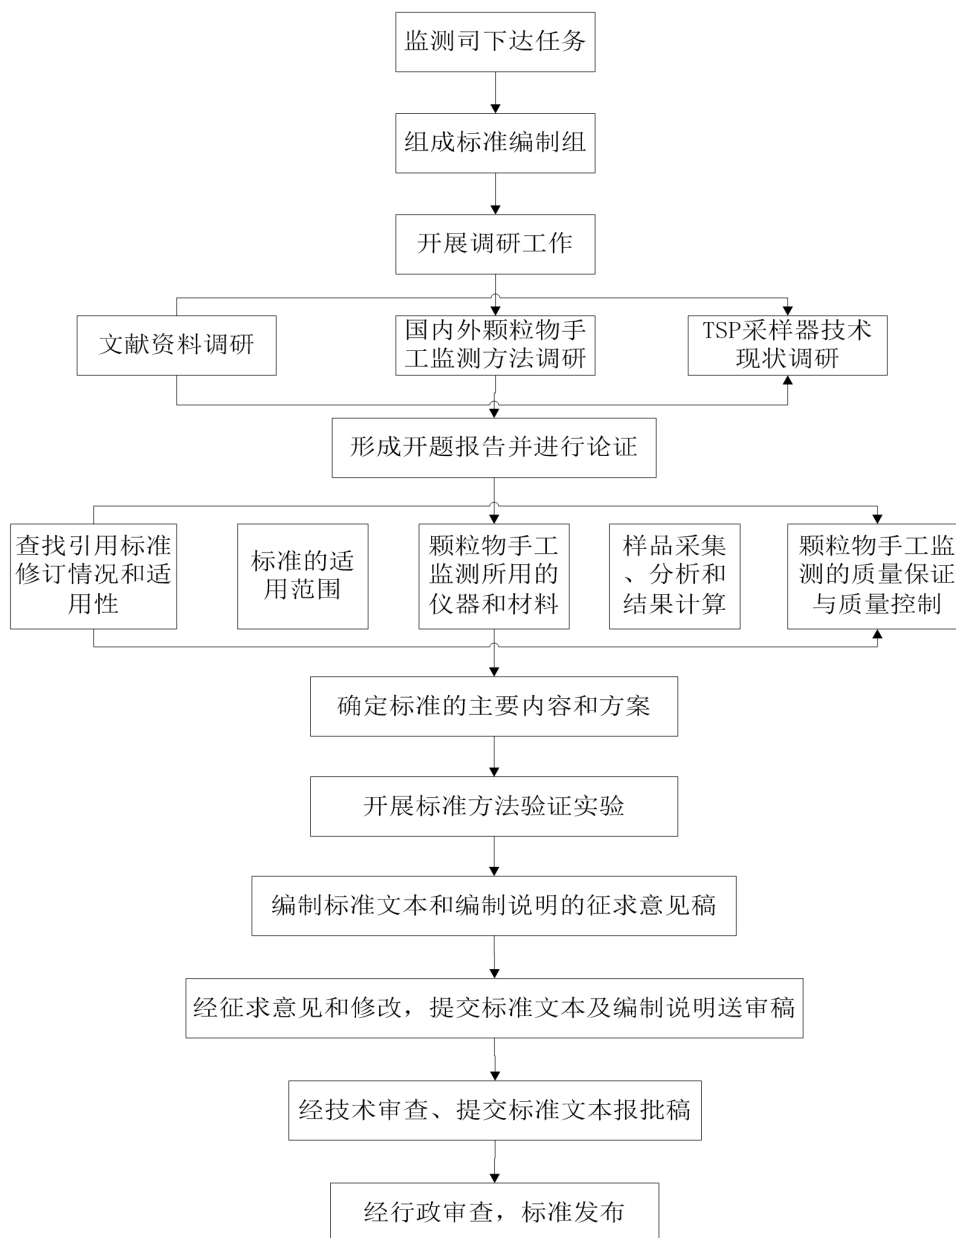 监测司下达任务
组成标准编制组
开展调研工作
文献资料调研
国内外颗粒物手
工监测方法调研
TSP采样器技术
现状调研
形成开题报告并进行论证
查找引用标准
修订情况和适
用性
标准的适
用范围
颗粒物手工
监测所用的
仪器和材料
样品采集
、分析和
结果计算
颗粒物手工监
测的质量保证
与质量控制
确定标准的主要内容和方案
开展标准方法验证实验
编制标准文本和编制说明的征求意见稿
经征求意见和修改，提交标准文本及编制说明送审稿
经技术审查、提交标准文本报批稿
经行政审查，标准发布